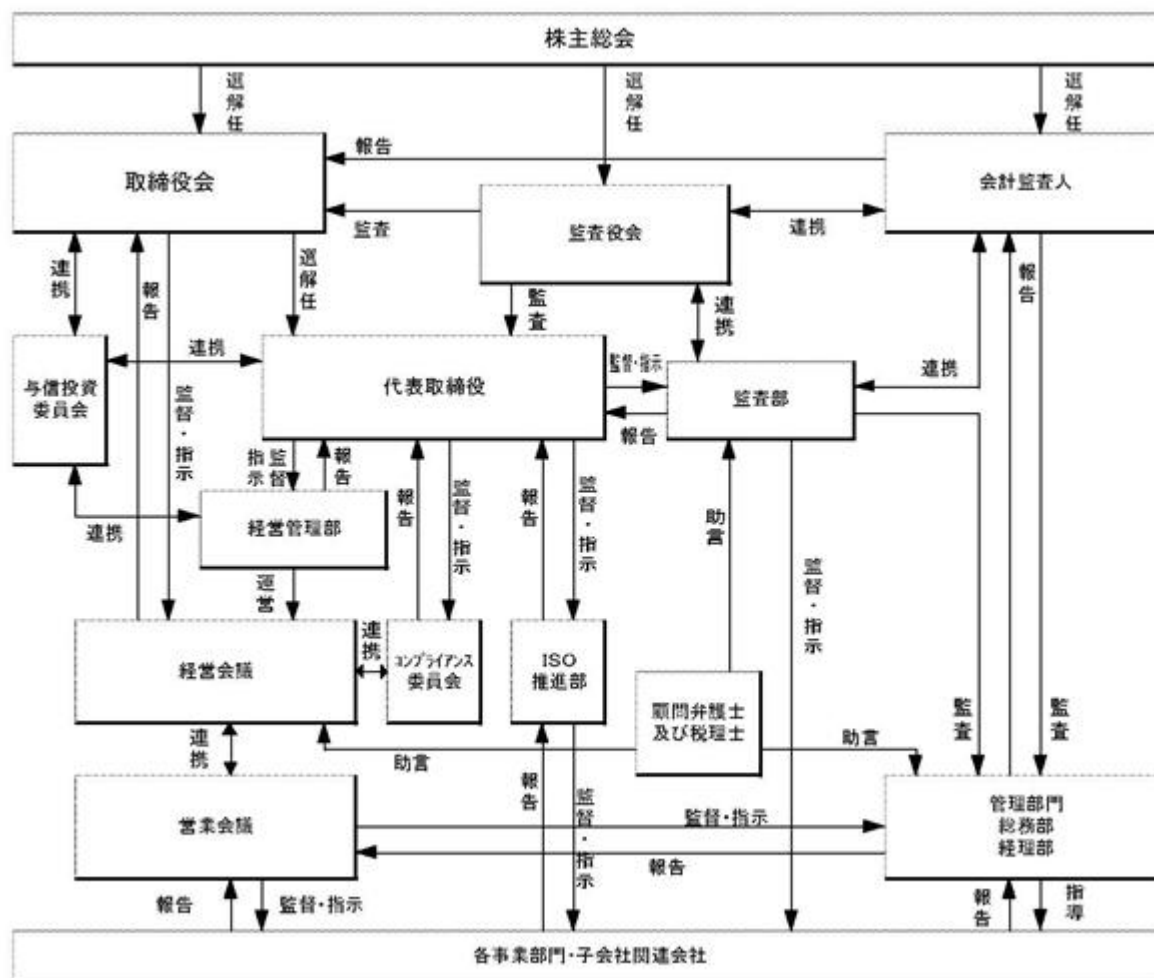 株主総会
選解任
選解任
選解任
報告
取締役会
会計監査人
監査
監査役会
連携
連携
報告
選解任
監査
連携
報告
与信投資
委員会
連携
代表取締役
監督・指示
監査部
連携
報告
監督・指示
監督
指示
報告
報告
監督・指示
報告
監督・指示
助言
監督・指示
連携
経営管理部
運営
経営会議
連携
コンプライアンス
委員会
ISO
推進部
顧問弁護士
及び税理士
監査
監査
連携
助言
助言
報告
監督・指示
営業会議
監督・指示
報告
管理部門
総務部
経理部
報告
監督・指示
報告
指導
各事業部門・子会社関連会社